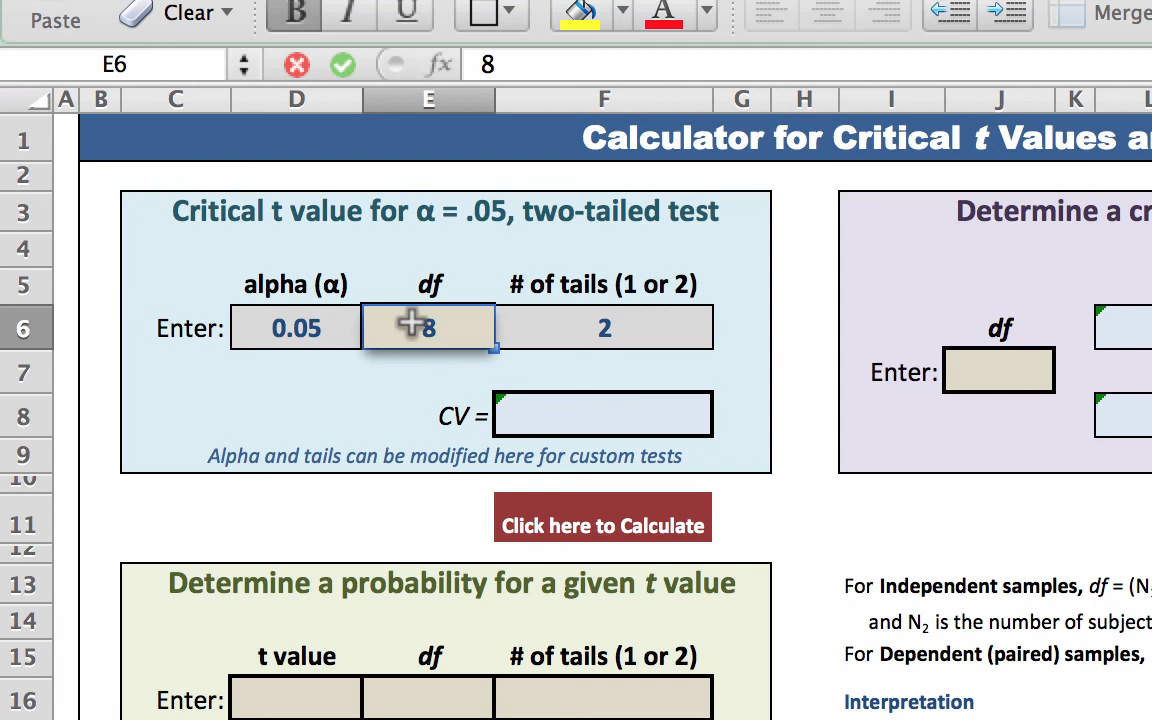 Paste Clear B I U A Merge
E6 fx 8
A B C D E F G H I J K L
1 Calculator for Critical t Values
2
3 Critical t value for α = .05, two-tailed test Determine a
4
5 alpha (α) df # of tails (1 or 2)
6 Enter: 0.05 8 2 df
7 Enter:
8 CV =
9 Alpha and tails can be modified here for custom tests
10
11 Click here to Calculate
12
13 Determine a probability for a given t value For Independent samples, df = (N
14 and N2 is the number of subject
15 t value df # of tails (1 or 2) For Dependent (paired) samples,
16 Enter: Interpretation